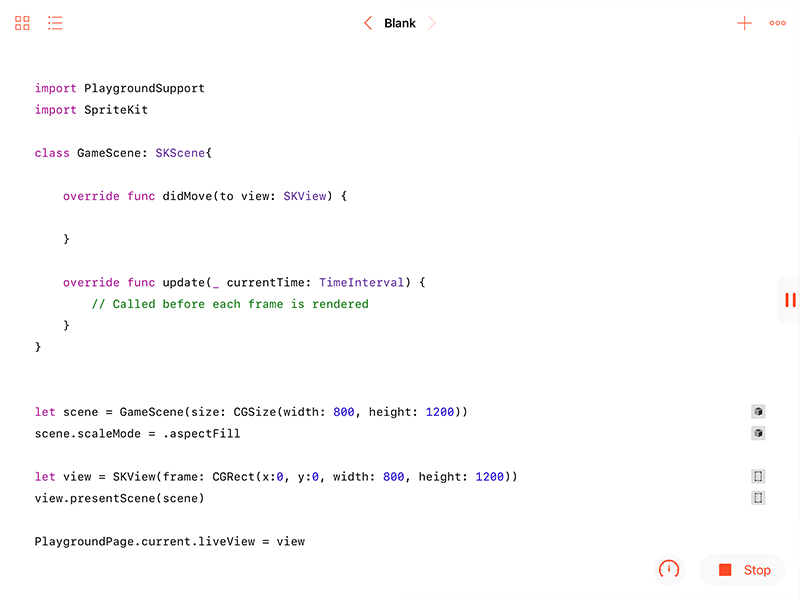 Blank
import PlaygroundSupport
import SpriteKit
class GameScene: SKScene{
override func didMove(to view: SKView) {
}
override func update(_ currentTime: TimeInterval) {
// Called before each frame is rendered
}
}
let scene = GameScene(size: CGSize(width: 800, height: 1200))
scene.scaleMode = .aspectFill
let view = SKView(frame: CGRect(x:0, y:0, width: 800, height: 1200))
view.presentScene(scene)
PlaygroundPage.current.liveView = view
Stop